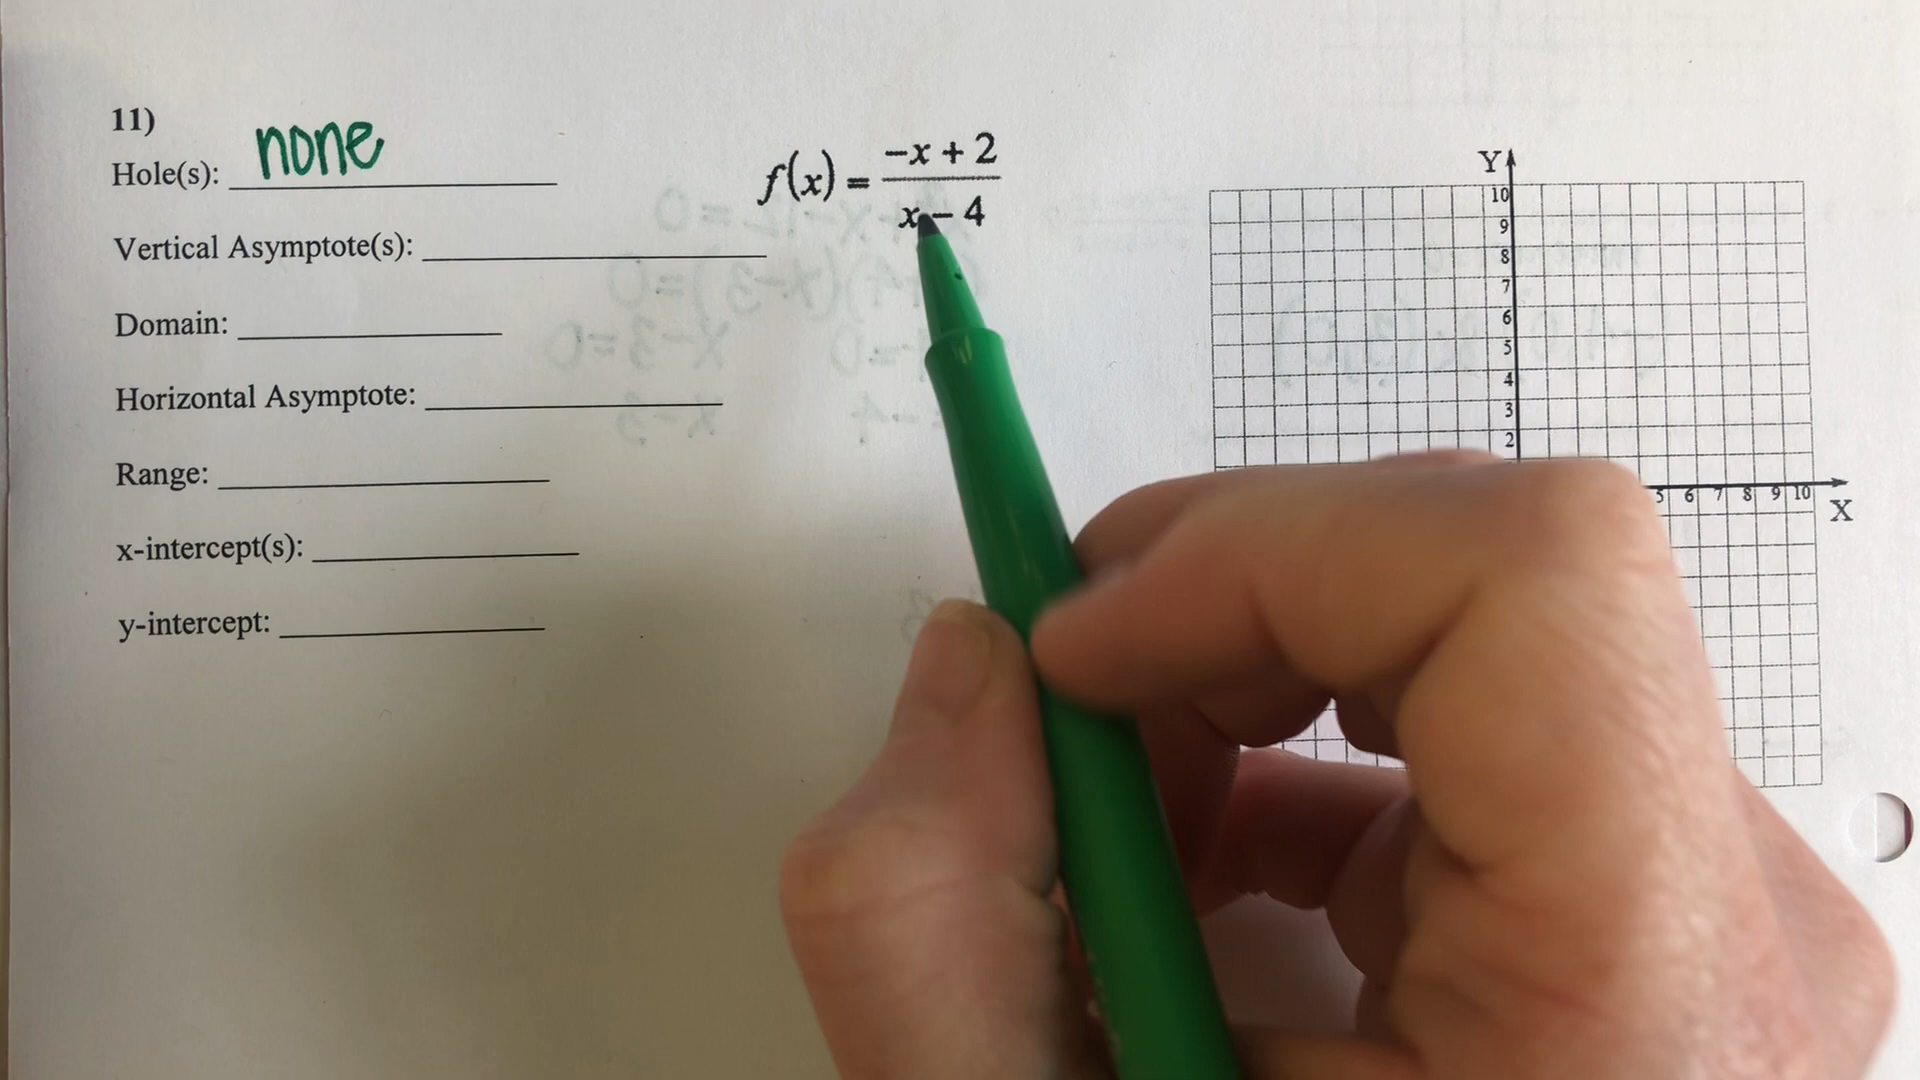 11)
Hole(s): none
Vertical Asymptote(s):
Domain:
Horizontal Asymptote:
Range:
x-intercept(s):
y-intercept:
f(x) = -x + 2 / x - 4
Y
10
9
8
7
6
5
4
3
2
5 6 7 8 9 10
X